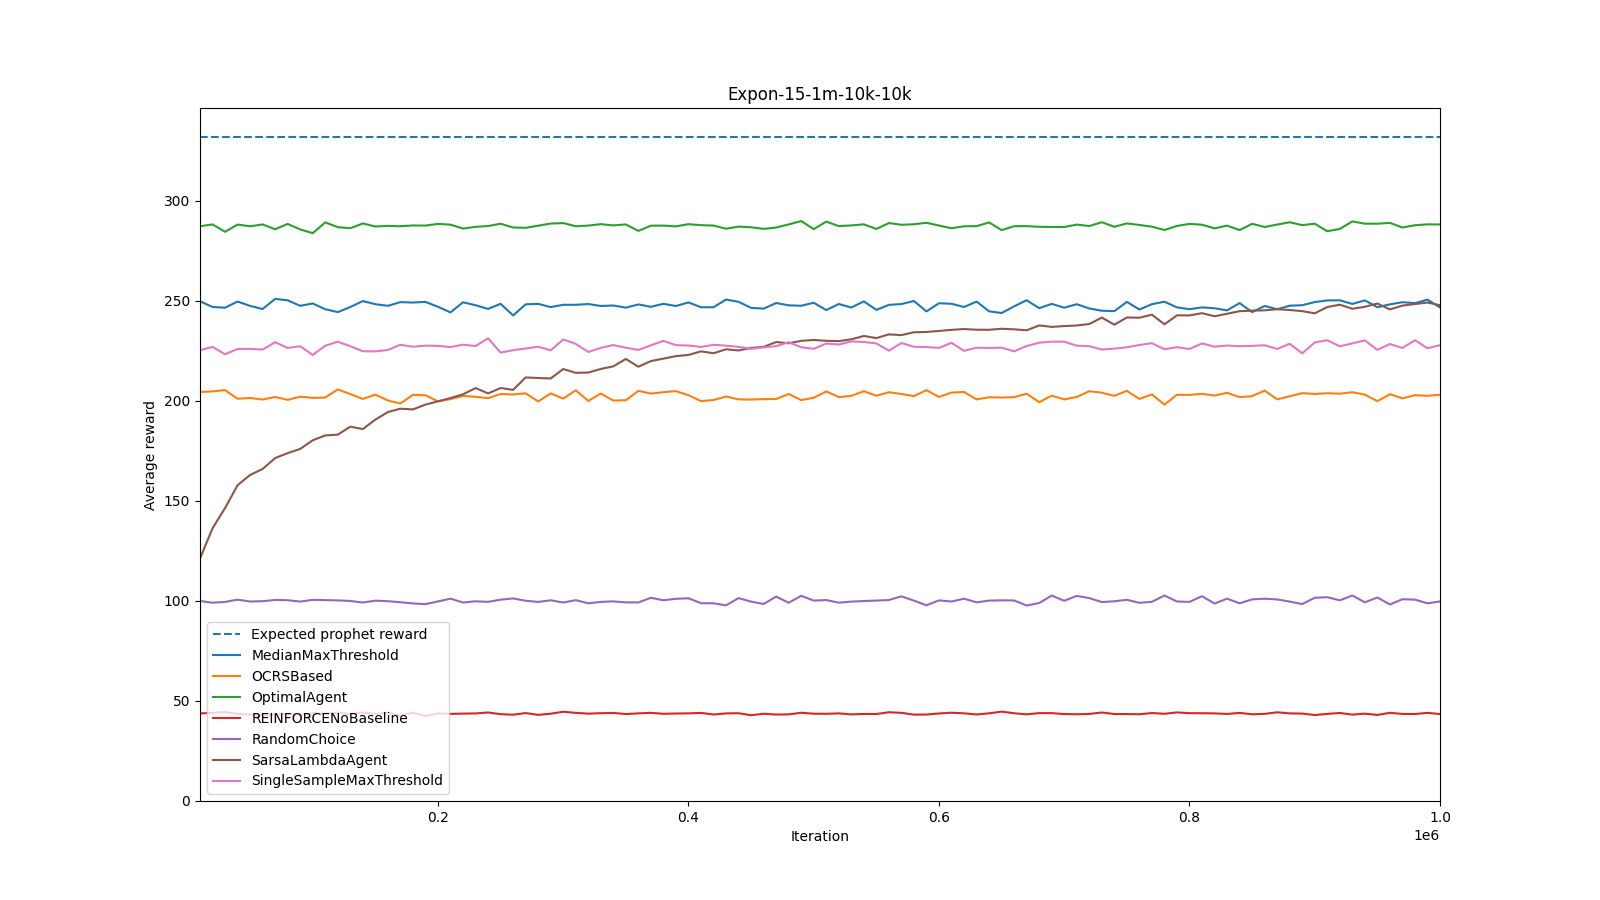 Expon-15-1m-10k-10k
300
250
200
150
100
50
0
Average reward
Expected prophet reward
MedianMaxThreshold
OCRSBased
OptimalAgent
REINFORCENoBaseline
RandomChoice
SarsaLambdaAgent
SingleSampleMaxThreshold
0.2 0.4 0.6 0.8 1.0
Iteration
1e6